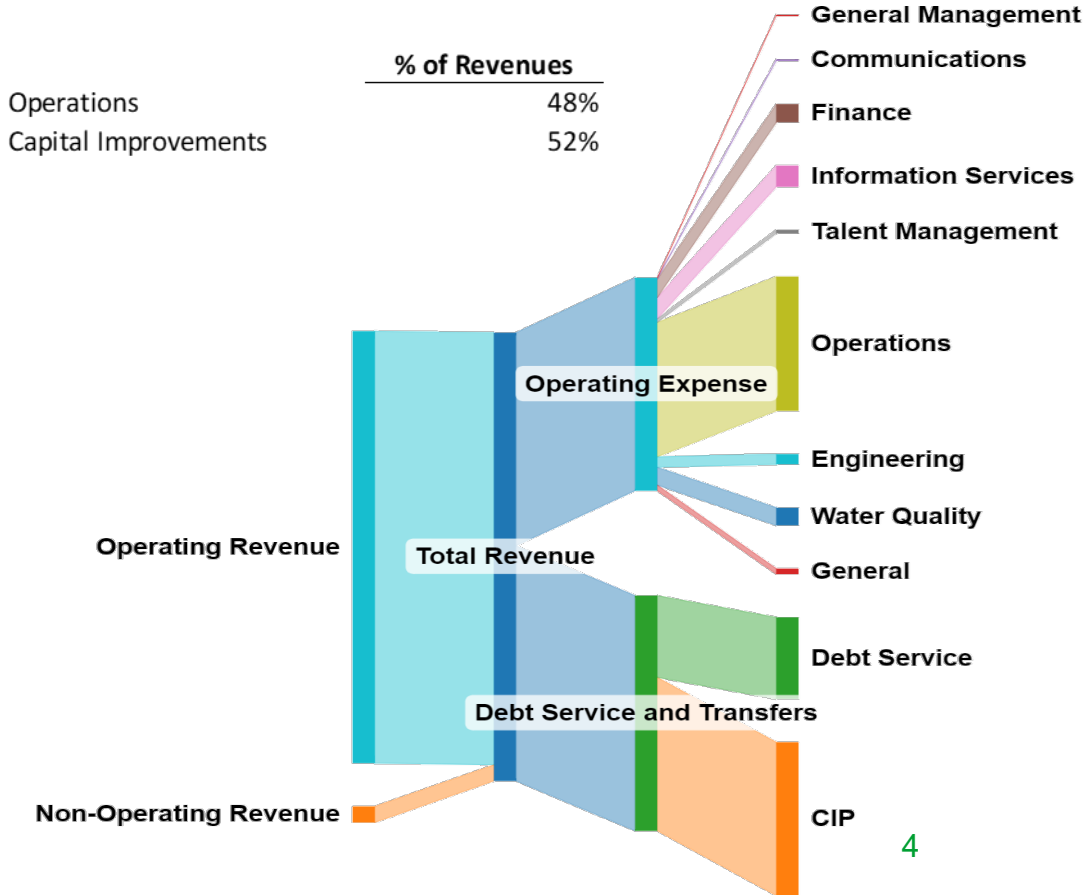 % of Revenues
Operations 48%
Capital Improvements 52%
General Management
Communications
Finance
Information Services
Talent Management
Operations
Operating Expense
Engineering
Water Quality
Operating Revenue
Total Revenue
General
Debt Service
Debt Service and Transfers
Non-Operating Revenue
CIP
4